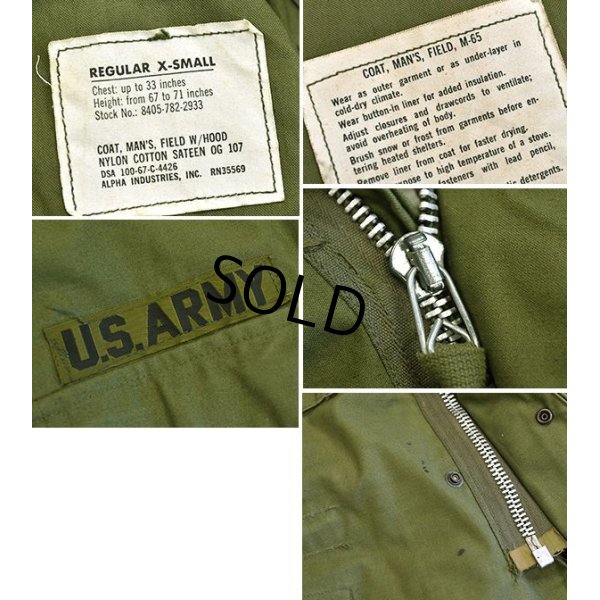 REGULAR X-SMALL
Chest: up to 33 inches
Height: from 67 to 71 inches
Stock No.: 8405-782-2933
COAT, MAN'S, FIELD W/HOOD
NYLON COTTON SATEEN OG 107
DSA 100-67-C-4426
ALPHA INDUSTRIES, INC. RN35569
COAT, MAN'S, FIELD, M-65
Wear as outer garment or as under-layer in
cold-dry climate.
Wear button-in liner for added insulation.
Adjust closures and drawcords to ventilate;
avoid overheating of body.
Brush snow or frost from garments before en-
tering heated shelters.
Remove liner from coat for faster drying.
expose to high temperature of a stove.
fasteners with lead pencil,
detergents.
U.S. ARMY
SOLD